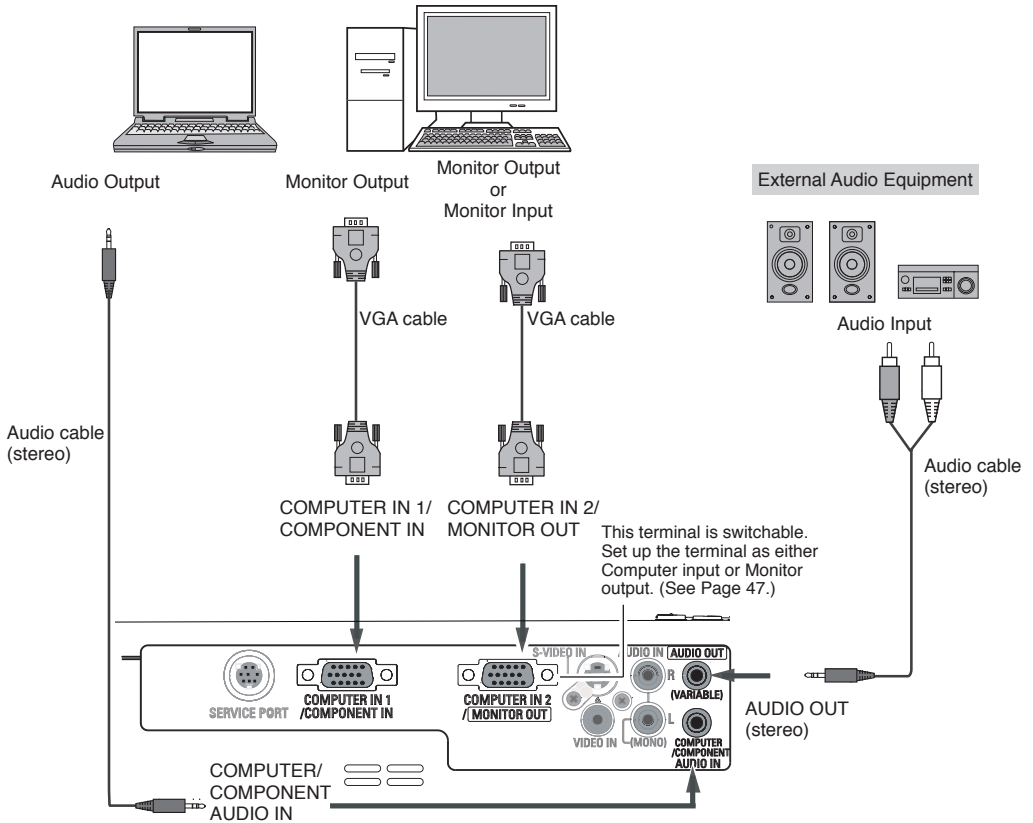 Audio Output
Monitor Output
Monitor Output
or
Monitor Input
External Audio Equipment
Audio Input
VGA cable
VGA cable
Audio cable
(stereo)
Audio cable
(stereo)
COMPUTER IN 1/
COMPONENT IN
COMPUTER IN 2/
MONITOR OUT
This terminal is switchable.
Set up the terminal as either
Computer input or Monitor
output. (See Page 47.)
S-VIDEO IN
AUDIO IN
AUDIO OUT
R
(VARIABLE)
SERVICE PORT
COMPUTER IN 1
/COMPONENT IN
COMPUTER IN 2
/MONITOR OUT
VIDEO IN
(MONO)
L
COMPUTER
/COMPONENT
AUDIO IN
AUDIO OUT
(stereo)
COMPUTER/
COMPONENT
AUDIO IN